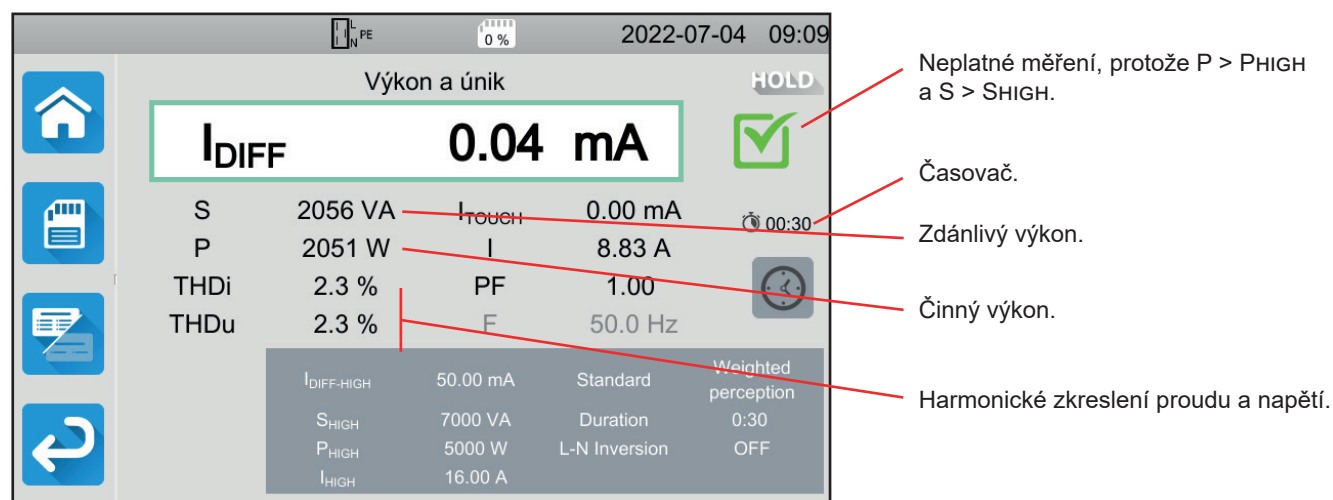 L
N PE
0 %
2022-07-04 09:09
Výkon a únik
HOLD
IDIFF 0.04 mA
S 2056 VA ITOUCH 0.00 mA
00:30
P 2051 W I 8.83 A
THDi 2.3 % PF 1.00
THDu 2.3 % F 50.0 Hz
IDIFF-HIGH 50.00 mA Standard Weighted perception
SHIGH 7000 VA Duration 0:30
PHIGH 5000 W L-N Inversion OFF
IHIGH 16.00 A
Neplatné měření, protože P > PHIGH
a S > SHIGH.
Časovač.
Zdánlivý výkon.
Činný výkon.
Harmonické zkreslení proudu a napětí.